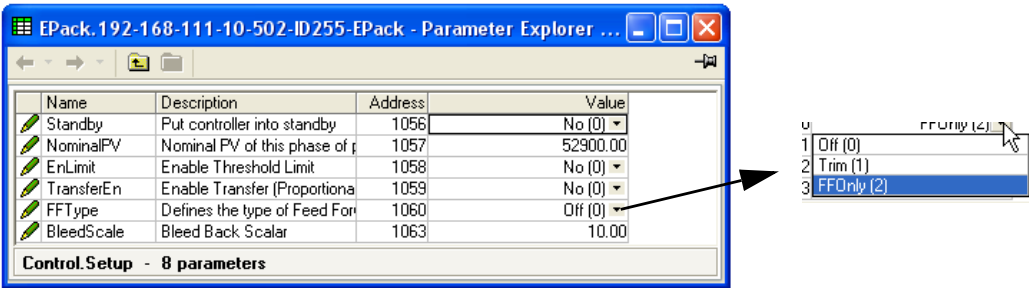 EPack.192-168-111-10-502-ID255-EPack - Parameter Explorer ...
Name Description Address Value
Standby Put controller into standby 1056 No (0)
NominalPV Nominal PV of this phase of p 1057 52900.00
EnLimit Enable Threshold Limit 1058 No (0)
TransferEn Enable Transfer (Proportiona 1059 No (0)
FFType Defines the type of Feed For 1060 Off (0)
BleedScale Bleed Back Scalar 1063 10.00
Control.Setup - 8 parameters
FFOnly (2)
1 Off (0)
2 Trim (1)
3 FFOnly (2)